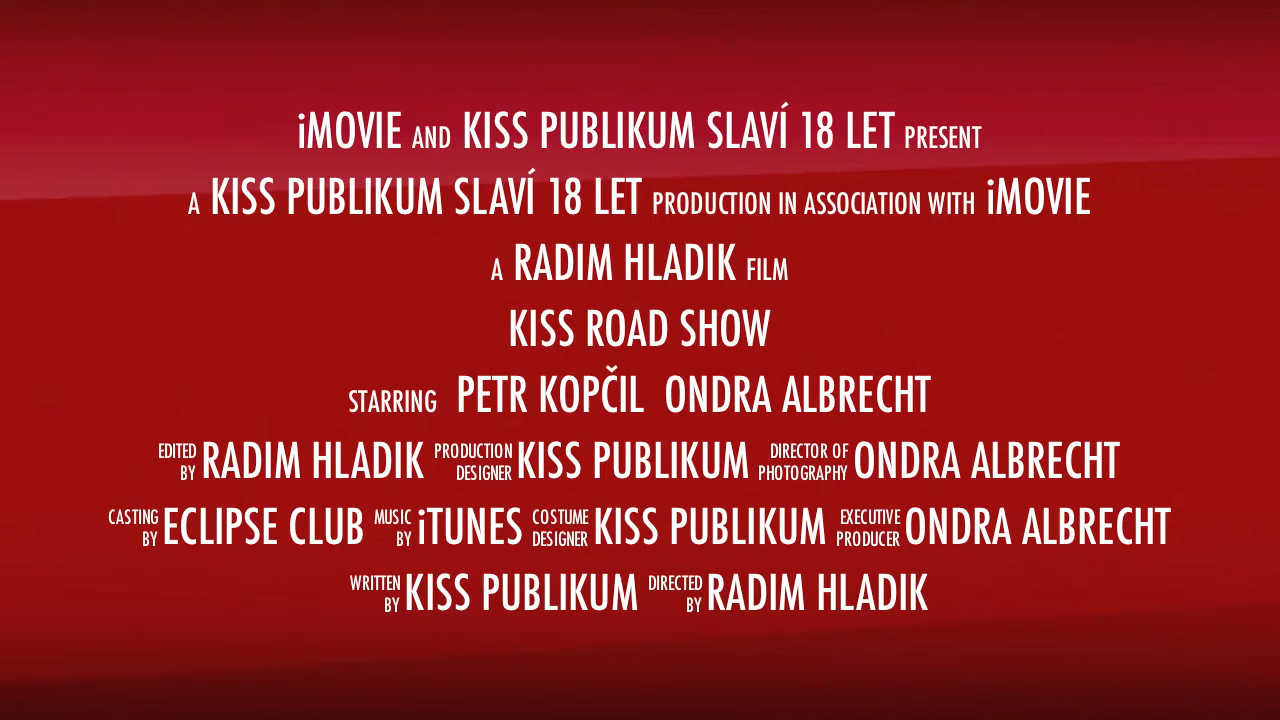 iMOVIE AND KISS PUBLIKUM SLAVÍ 18 LET PRESENT
A KISS PUBLIKUM SLAVÍ 18 LET PRODUCTION IN ASSOCIATION WITH iMOVIE
A RADIM HLADIK FILM
KISS ROAD SHOW
STARRING PETR KOPČIL ONDRA ALBRECHT
EDITED BY RADIM HLADIK PRODUCTION DESIGNER KISS PUBLIKUM DIRECTOR OF PHOTOGRAPHY ONDRA ALBRECHT
CASTING BY ECLIPSE CLUB MUSIC BY iTUNES COSTUME DESIGNER KISS PUBLIKUM EXECUTIVE PRODUCER ONDRA ALBRECHT
WRITTEN BY KISS PUBLIKUM DIRECTED BY RADIM HLADIK